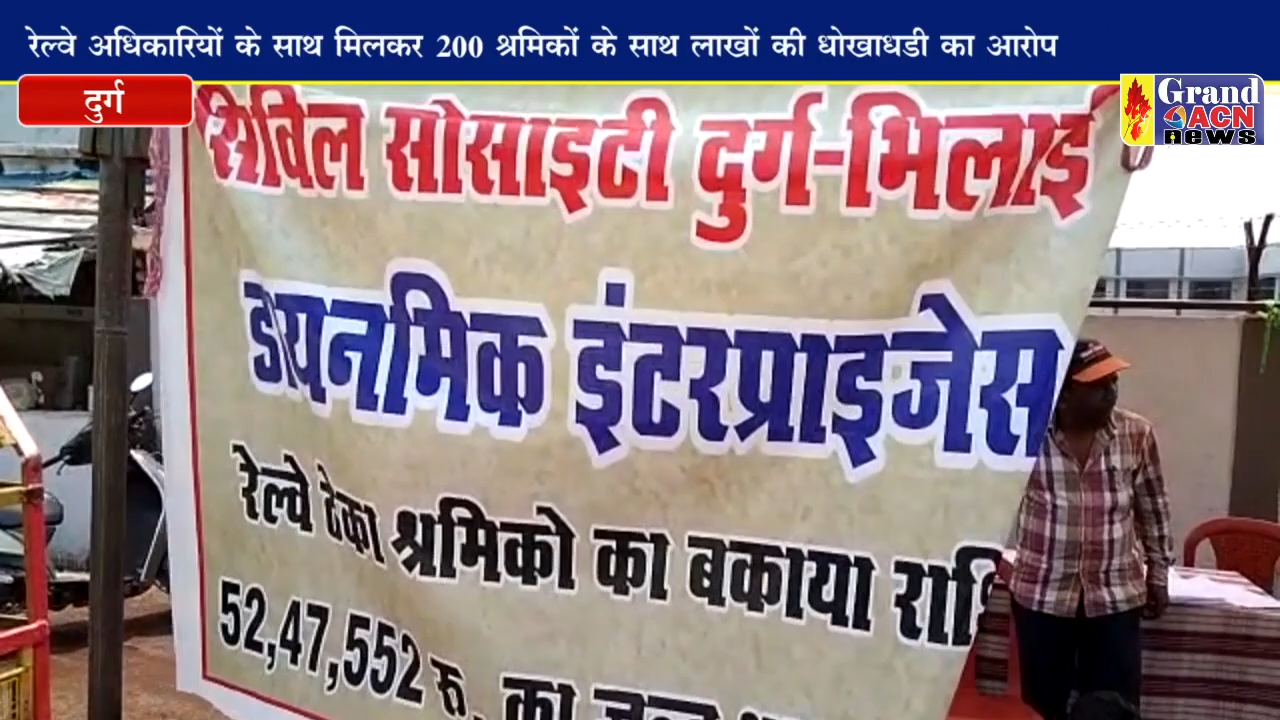 रेल्वे अधिकारियों के साथ मिलकर 200 श्रमिकों के साथ लाखों की धोखाधडी का आरोप
दुर्ग
Grand
ACN
news
सिविल सोसाइटी दुर्ग-भिलाई
डायनमिक इंटरप्राइजेस
रेल्वे ठेका श्रमिको का बकाया
52,47,552 रु. का